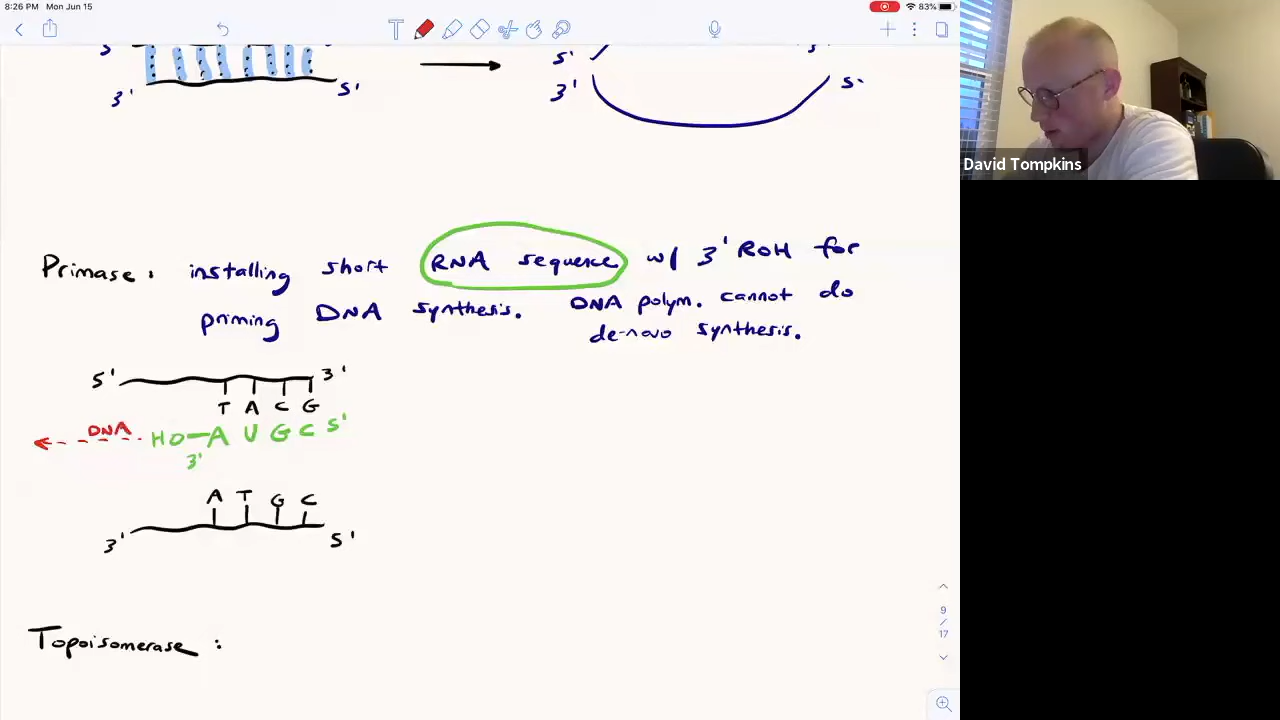 8:26 PM Mon Jun 15
83%
5'
3'
5'
5'
3'
5'
David Tompkins
Primase: installing short RNA sequence w/ 3' ROH for
priming DNA synthesis. DNA polym. cannot do
de-novo synthesis.
5' 3'
T A C G
DNA HO-A U G C 5'
3'
A T G C
3' 5'
9
/
17
Topoisomerase :